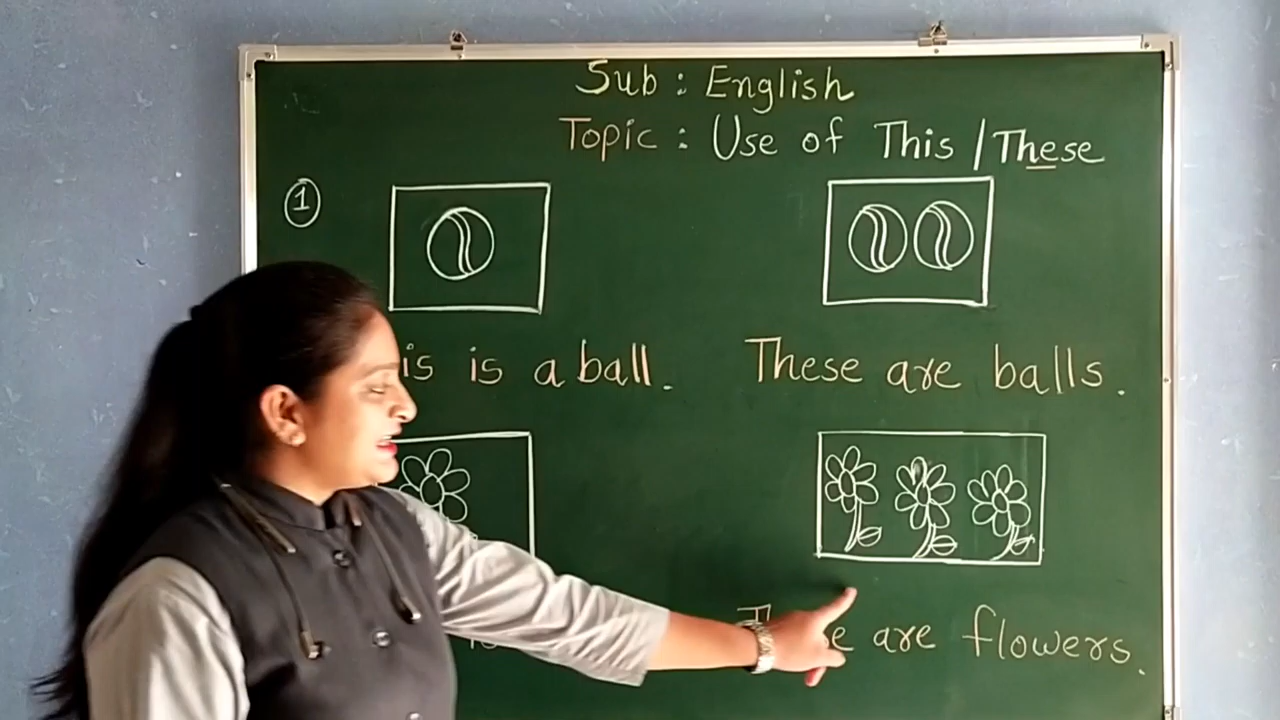 Sub : English
Topic : Use of This / These
1
is is a ball.
These are balls.
are flowers.